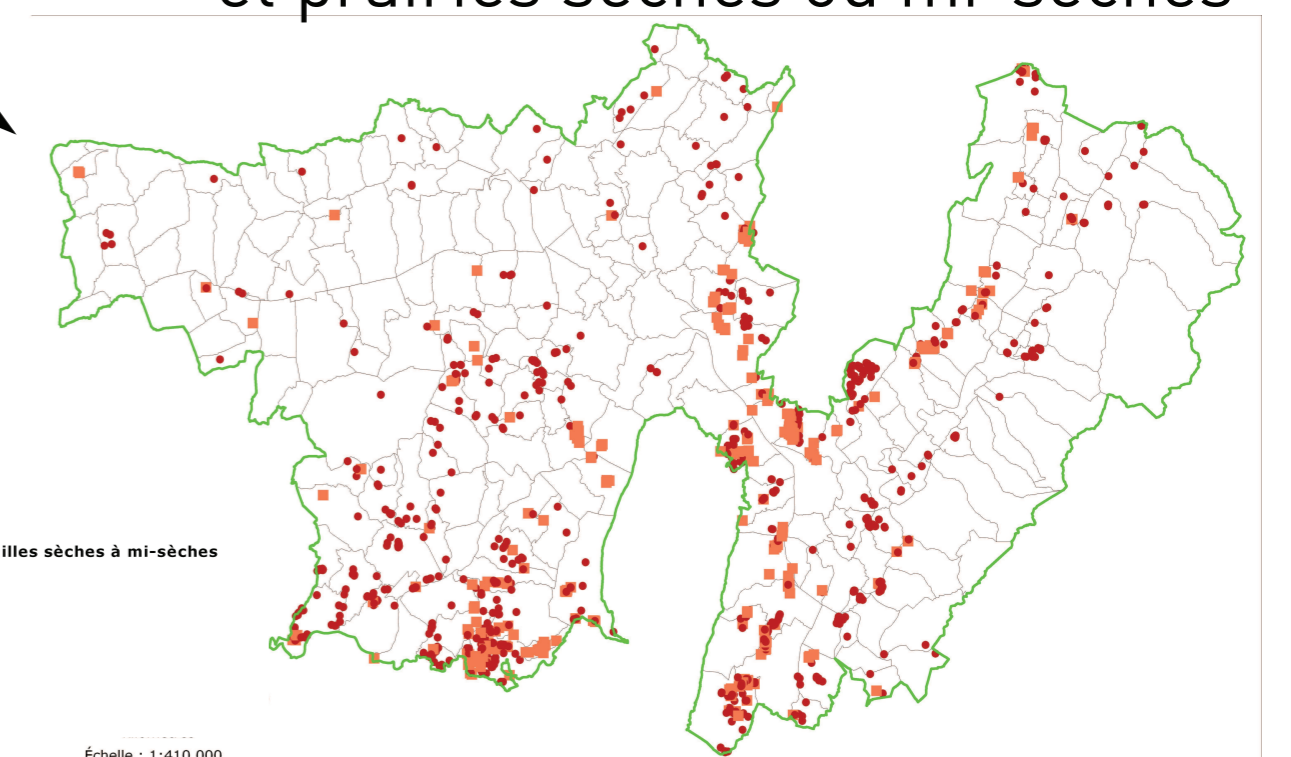 et prairies sèches ou mi-sèches
illes sèches à mi-sèches
Échelle : 1:410 000